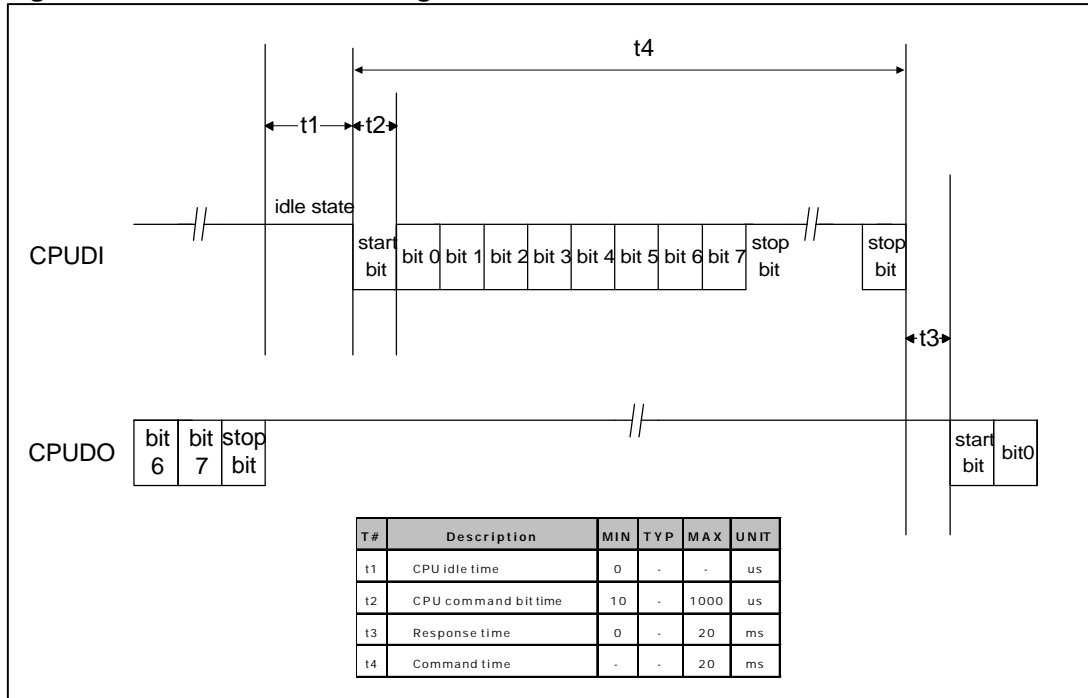 t4
t1
t2
idle state
CPUDI
start bit
bit 0
bit 1
bit 2
bit 3
bit 4
bit 5
bit 6
bit 7
stop bit
stop bit
t3
CPUDO
bit 6
bit 7
stop bit
start bit
bit0
T# Description MIN TYP MAX UNIT
t1 CPU idle time 0 - - us
t2 CPU command bit time 10 - 1000 us
t3 Response time 0 - 20 ms
t4 Command time - - 20 ms